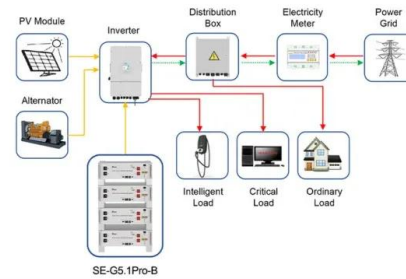 PV Module
Inverter
Distribution
Box
Electricity
Meter
Power
Grid
Alternator
Intelligent
Load
Critical
Load
Ordinary
Load
SE-G5.1Pro-B